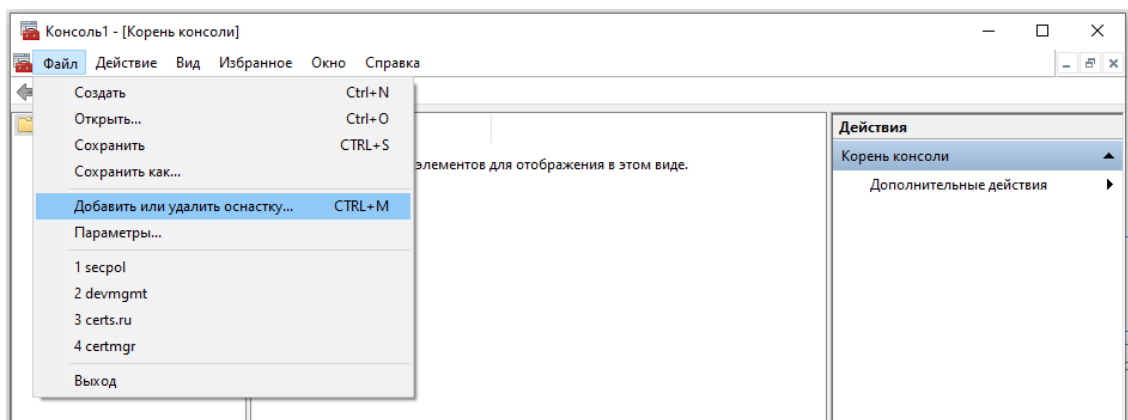 Консоль1 - [Корень консоли]
Файл Действие Вид Избранное Окно Справка
Создать Ctrl+N
Открыть... Ctrl+O
Сохранить CTRL+S
Сохранить как...
Добавить или удалить оснастку... CTRL+M
Параметры...
1 secpol
2 devmgmt
3 certs.ru
4 certmgr
Выход
элементов для отображения в этом виде.
Действия
Корень консоли
Дополнительные действия